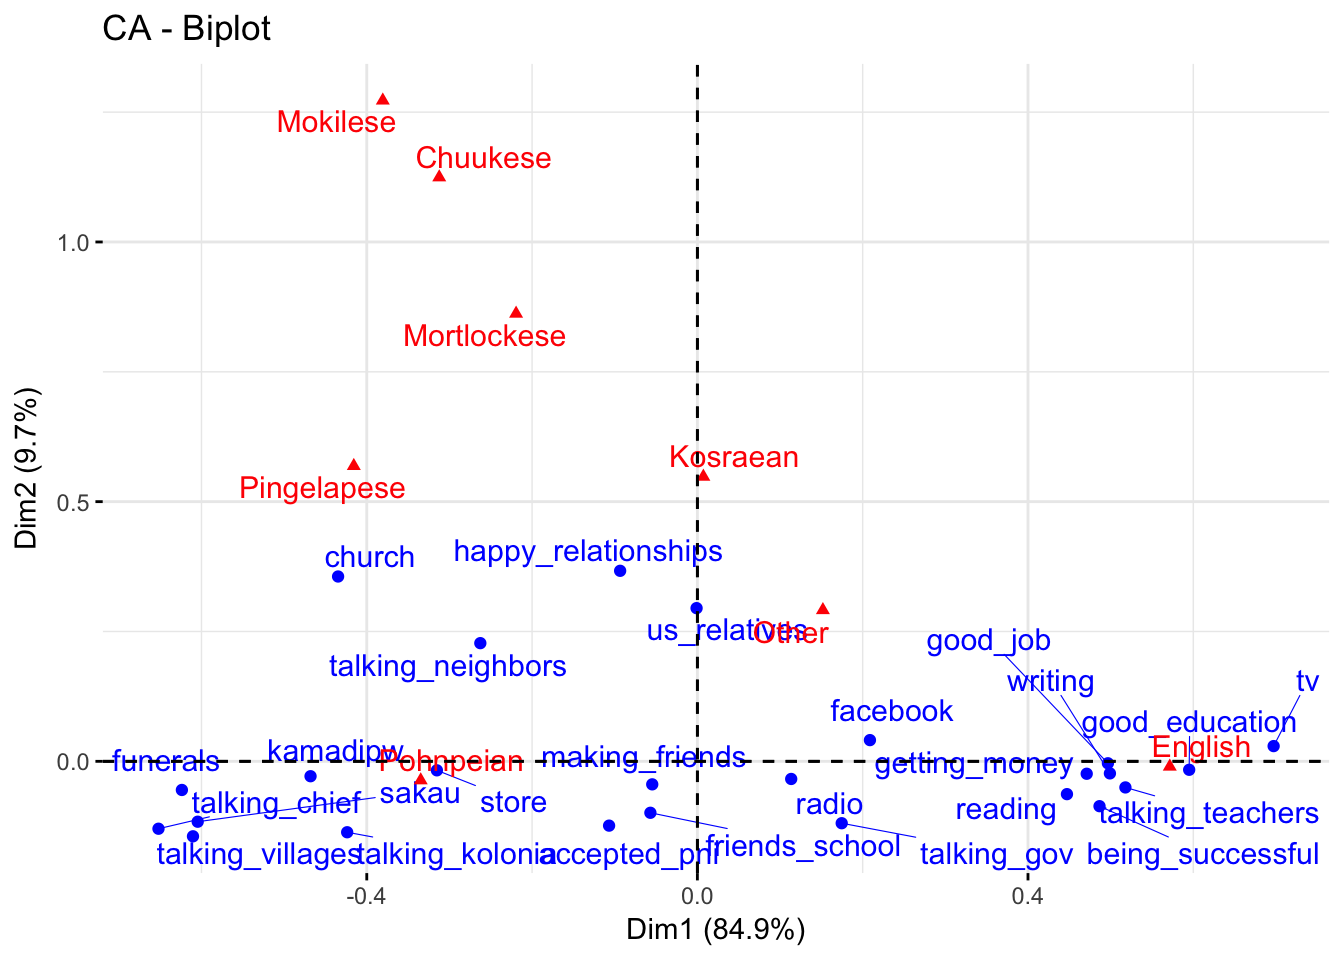 CA - Biplot
Mokilese
Chuukese
Mortlockese
Kosraean
Pingelapese
church
happy_relationships
us_relatives
Other
talking_neighbors
good_job
writing
tv
facebook
good_education
English
funerals
kamadipw
Pohnpeian
making_friends
getting_money
talking_chief
sakau
store
radio
reading
talking_teachers
talking_villages
talking_kolonia
accepted_pni
friends_school
talking_gov
being_successful
1.0
0.5
0.0
-0.4
0.0
0.4
Dim1 (84.9%)
Dim2 (9.7%)